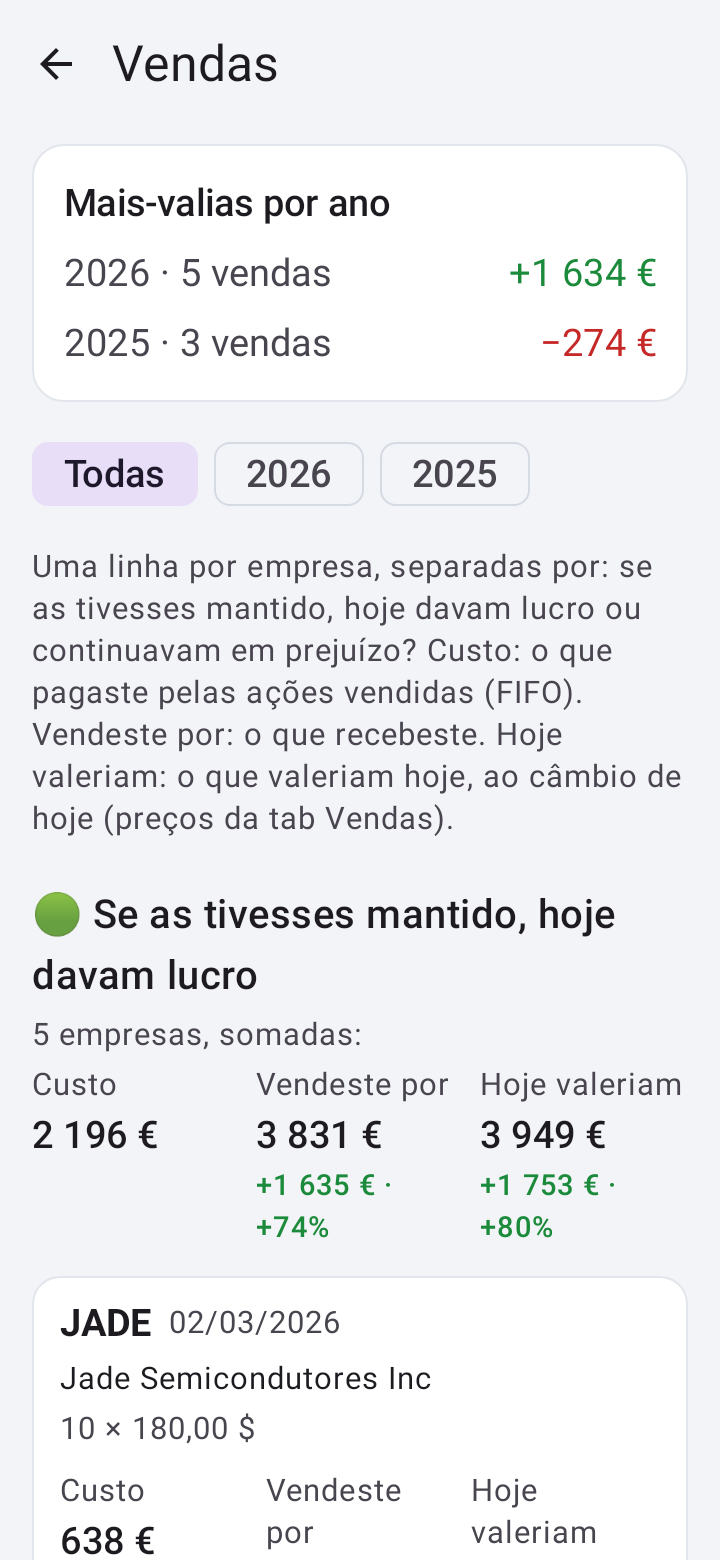 Vendas
Mais-valias por ano
2026 · 5 vendas +1 634 €
2025 · 3 vendas −274 €
Todas 2026 2025
Uma linha por empresa, separadas por: se
as tivesses mantido, hoje davam lucro ou
continuavam em prejuízo? Custo: o que
pagaste pelas ações vendidas (FIFO).
Vendeste por: o que recebeste. Hoje
valeriam: o que valeriam hoje, ao câmbio de
hoje (preços da tab Vendas).
Se as tivesses mantido, hoje
davam lucro
5 empresas, somadas:
Custo Vendeste por Hoje valeriam
2 196 € 3 831 € 3 949 €
+1 635 € · +1 753 € ·
+74% +80%
JADE 02/03/2026
Jade Semicondutores Inc
10 × 180,00 $
Custo Vendeste Hoje
638 € por valeriam